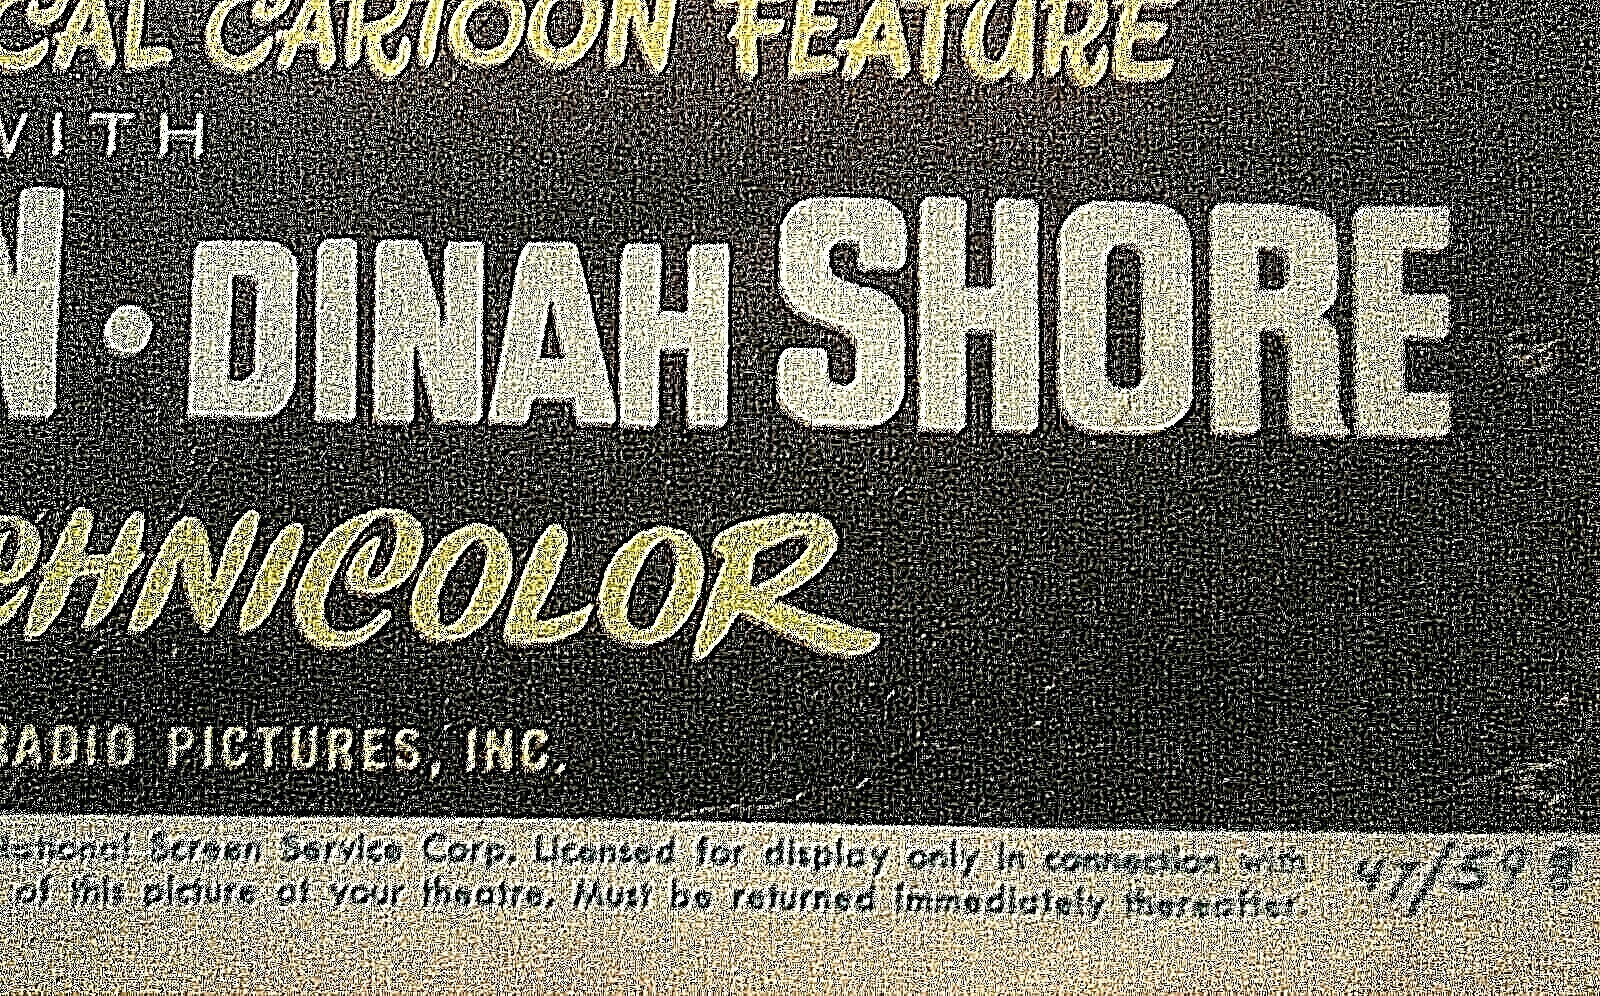 CAL CARTOON FEATURE
WITH
N • DINAH SHORE
CHNICOLOR
RADIO PICTURES, INC.
National Screen Service Corp. Licensed for display only in connection with
of this picture at your theatre. Must be returned immediately thereafter.
47/598